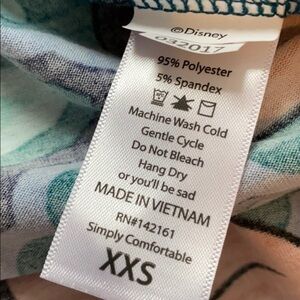 ©Disney
032017
95% Polyester
5% Spandex
Machine Wash Cold
Gentle Cycle
Do Not Bleach
Hang Dry
or you'll be sad
MADE IN VIETNAM
RN#142161
Simply Comfortable
XXS